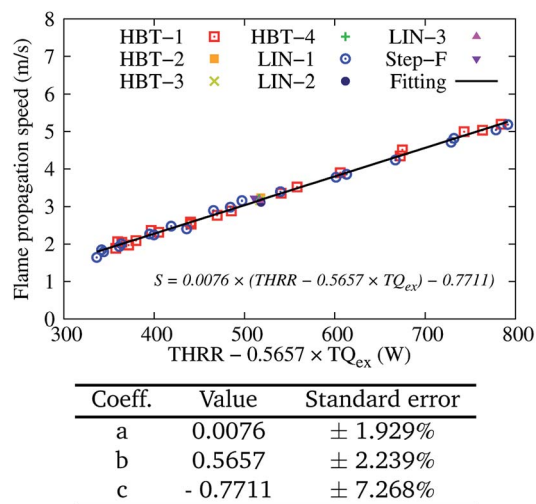 Flame propagation speed (m/s)
8
7
6
5
4
3
2
1
0
HBT−1 HBT−4 LIN−3
HBT−2 LIN−1 Step−F
HBT−3 LIN−2 Fitting
S = 0.0076 × (THRR − 0.5657 × TQex) − 0.7711)
300 400 500 600 700 800
THRR − 0.5657 × TQex (W)
Coeff. Value Standard error
a 0.0076 ± 1.929%
b 0.5657 ± 2.239%
c - 0.7711 ± 7.268%